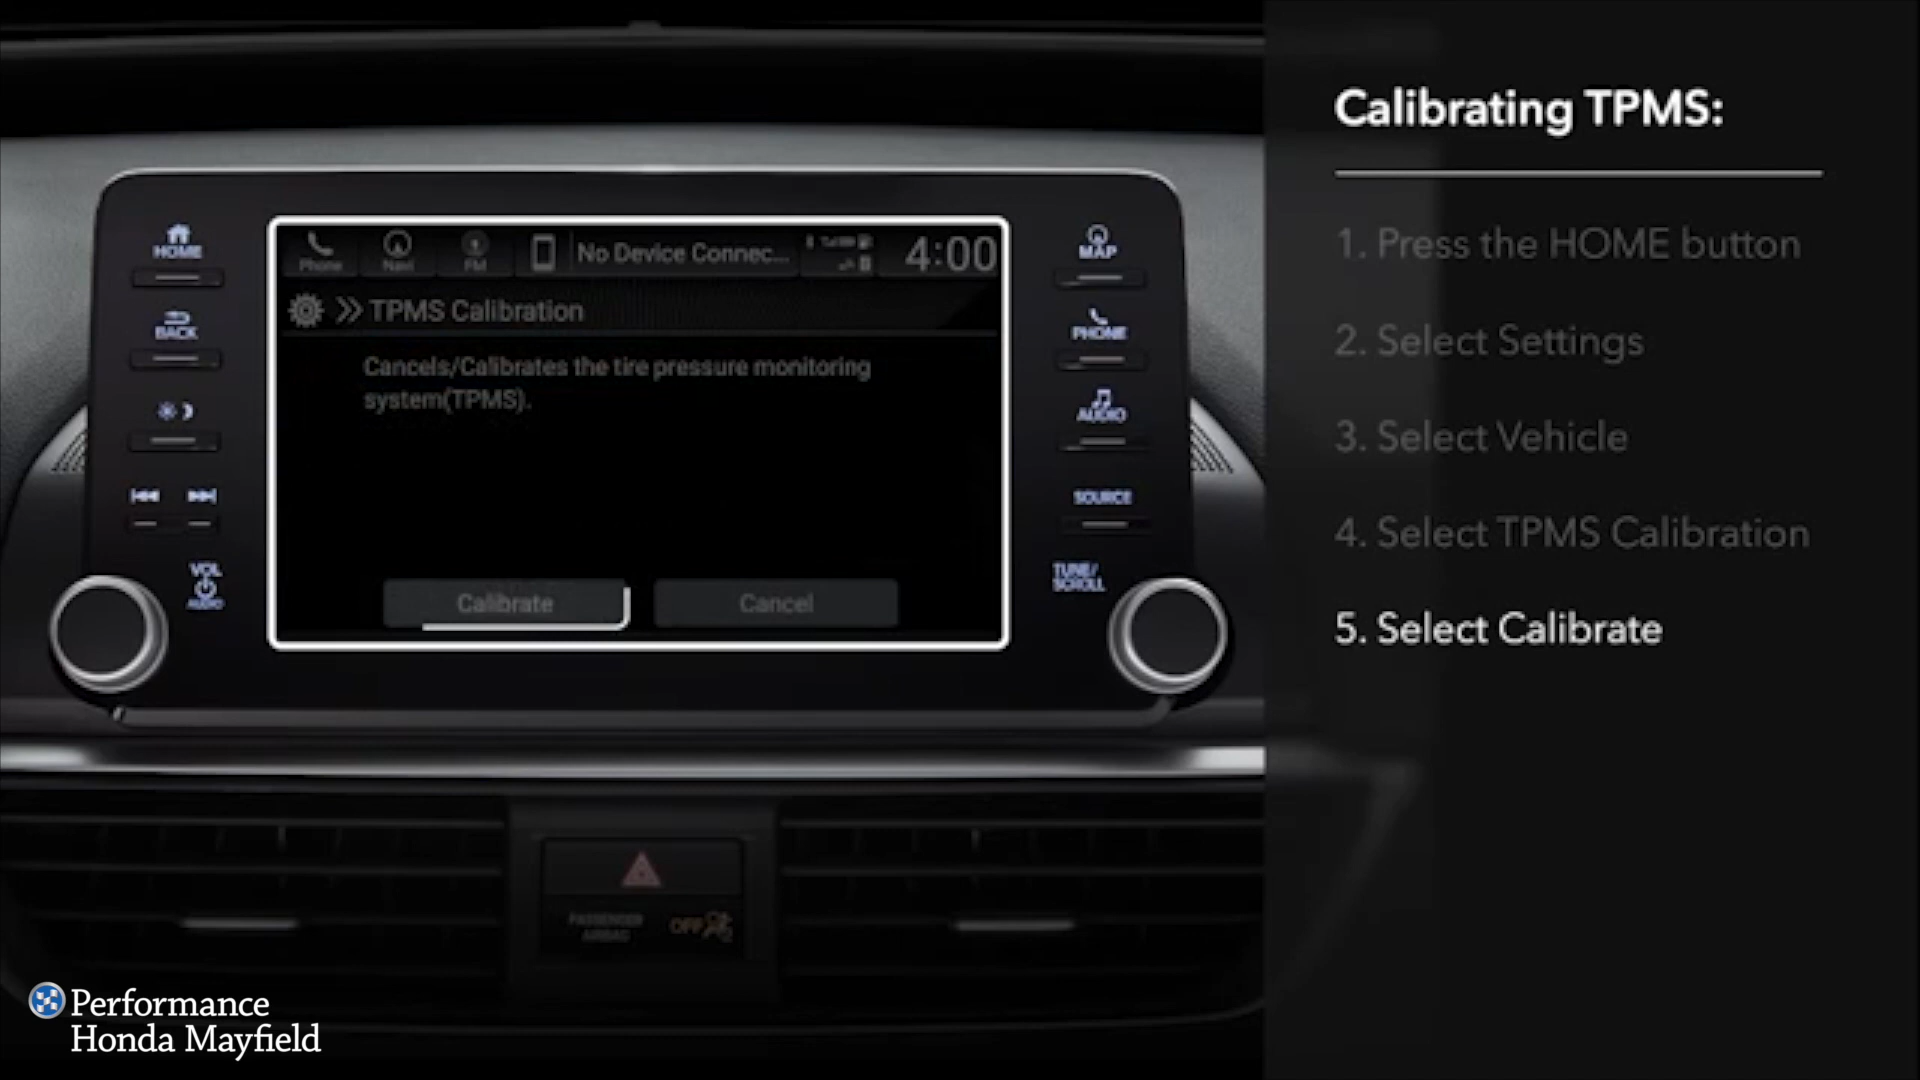 Calibrating TPMS:
1. Press the HOME button
2. Select Settings
3. Select Vehicle
4. Select TPMS Calibration
5. Select Calibrate
HOME
BACK
VOL
AUDIO
Phone
Navi
FM
No Device Connec...
4:00
TPMS Calibration
Cancels/Calibrates the tire pressure monitoring
system(TPMS).
Calibrate
Cancel
MAP
PHONE
AUDIO
SOURCE
TUNE/
SCROLL
PASSENGER
AIRBAG
OFF
Performance
Honda Mayfield